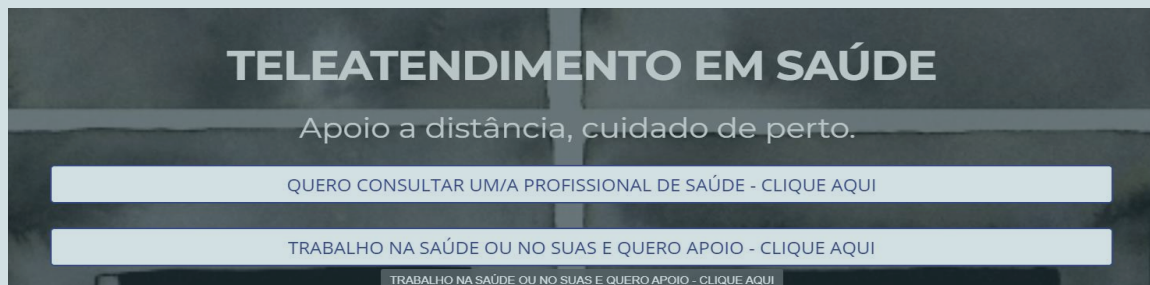 TELEATENDIMENTO EM SAÚDE
Apoio a distância, cuidado de perto.
QUERO CONSULTAR UM/A PROFISSIONAL DE SAÚDE - CLIQUE AQUI
TRABALHO NA SAÚDE OU NO SUAS E QUERO APOIO - CLIQUE AQUI
TRABALHO NA SAÚDE OU NO SUAS E QUERO APOIO - CLIQUE AQUI